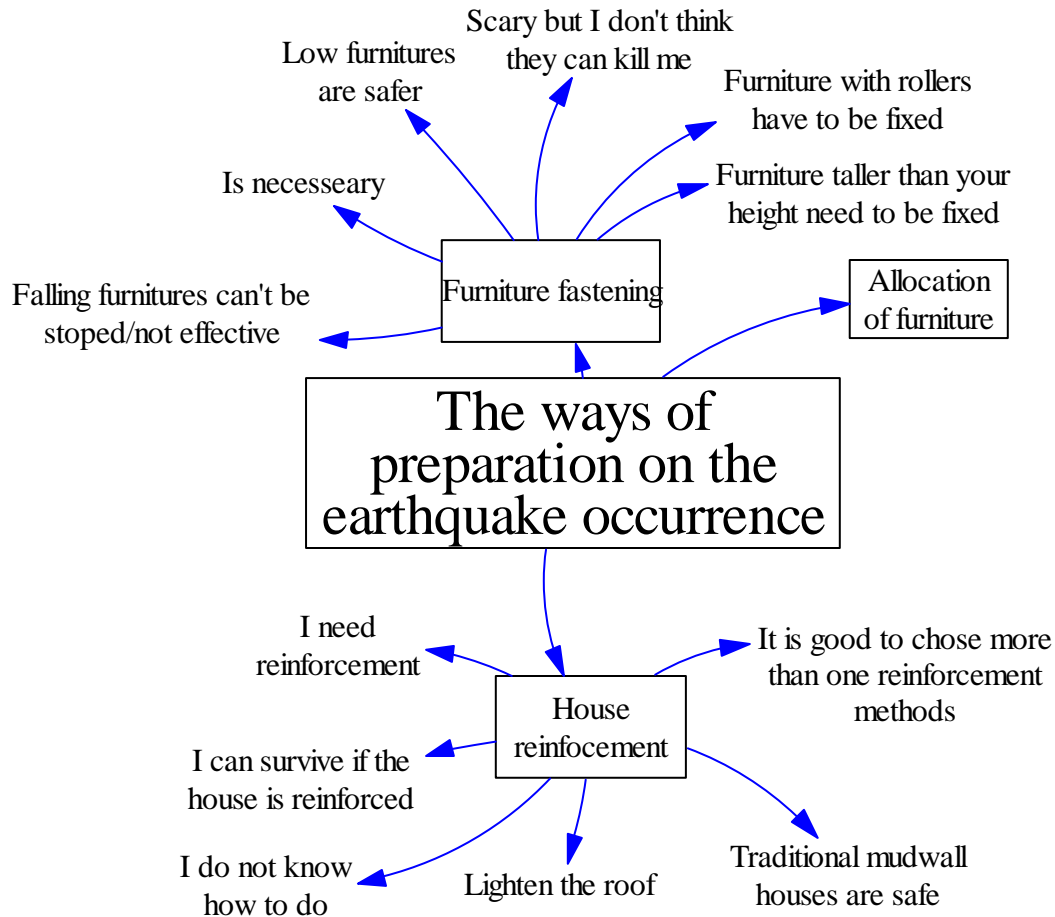 Scary but I don't think
they can kill me
Low furnitures
are safer
Furniture with rollers
have to be fixed
Is necesseary
Furniture taller than your
height need to be fixed
Falling furnitures can't be
stoped/not effective
Furniture fastening
Allocation
of furniture
The ways of
preparation on the
earthquake occurrence
I need
reinforcement
It is good to chose more
than one reinforcement
methods
House
reinfocement
I can survive if the
house is reinforced
I do not know
how to do
Lighten the roof
Traditional mudwall
houses are safe